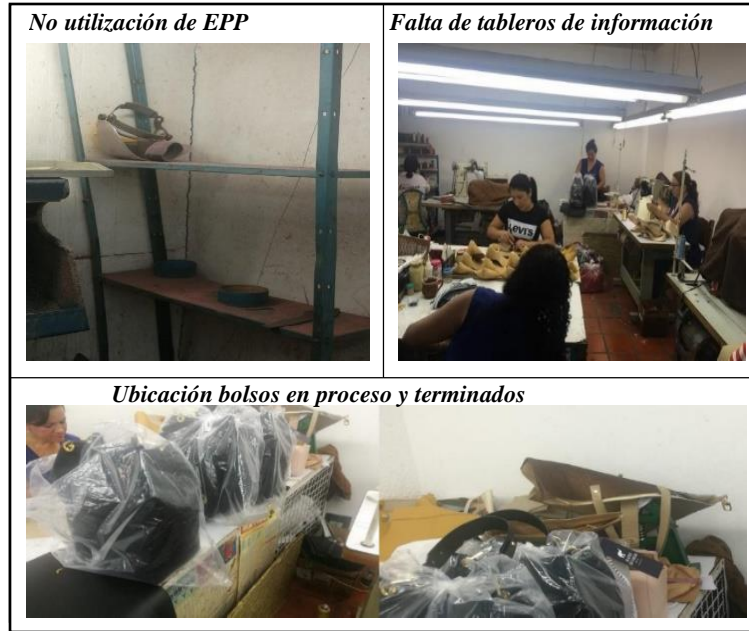 No utilización de EPP
Falta de tableros de información
Levi's
Ubicación bolsos en proceso y terminados